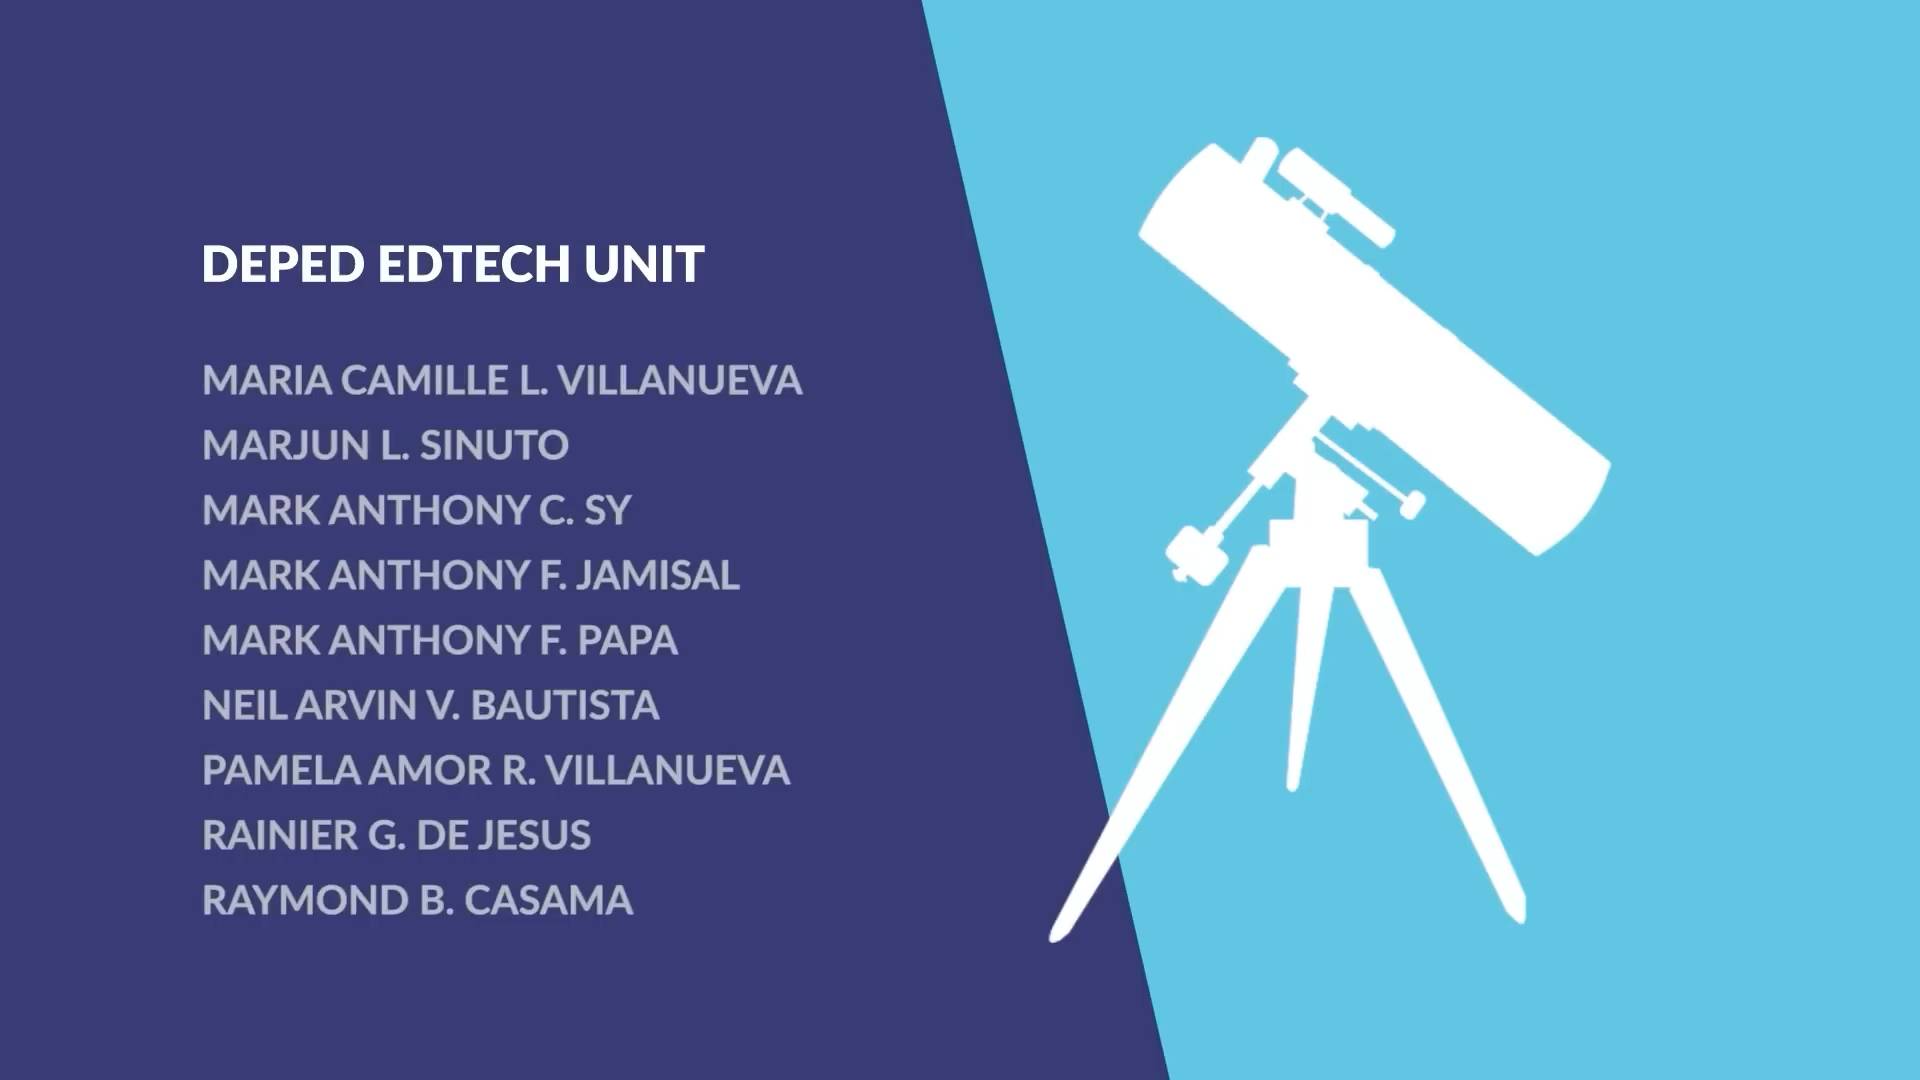 DEPED EDTECH UNIT
MARIA CAMILLE L. VILLANUEVA
MARJUN L. SINUTO
MARK ANTHONY C. SY
MARK ANTHONY F. JAMISAL
MARK ANTHONY F. PAPA
NEIL ARVIN V. BAUTISTA
PAMELA AMOR R. VILLANUEVA
RAINIER G. DE JESUS
RAYMOND B. CASAMA